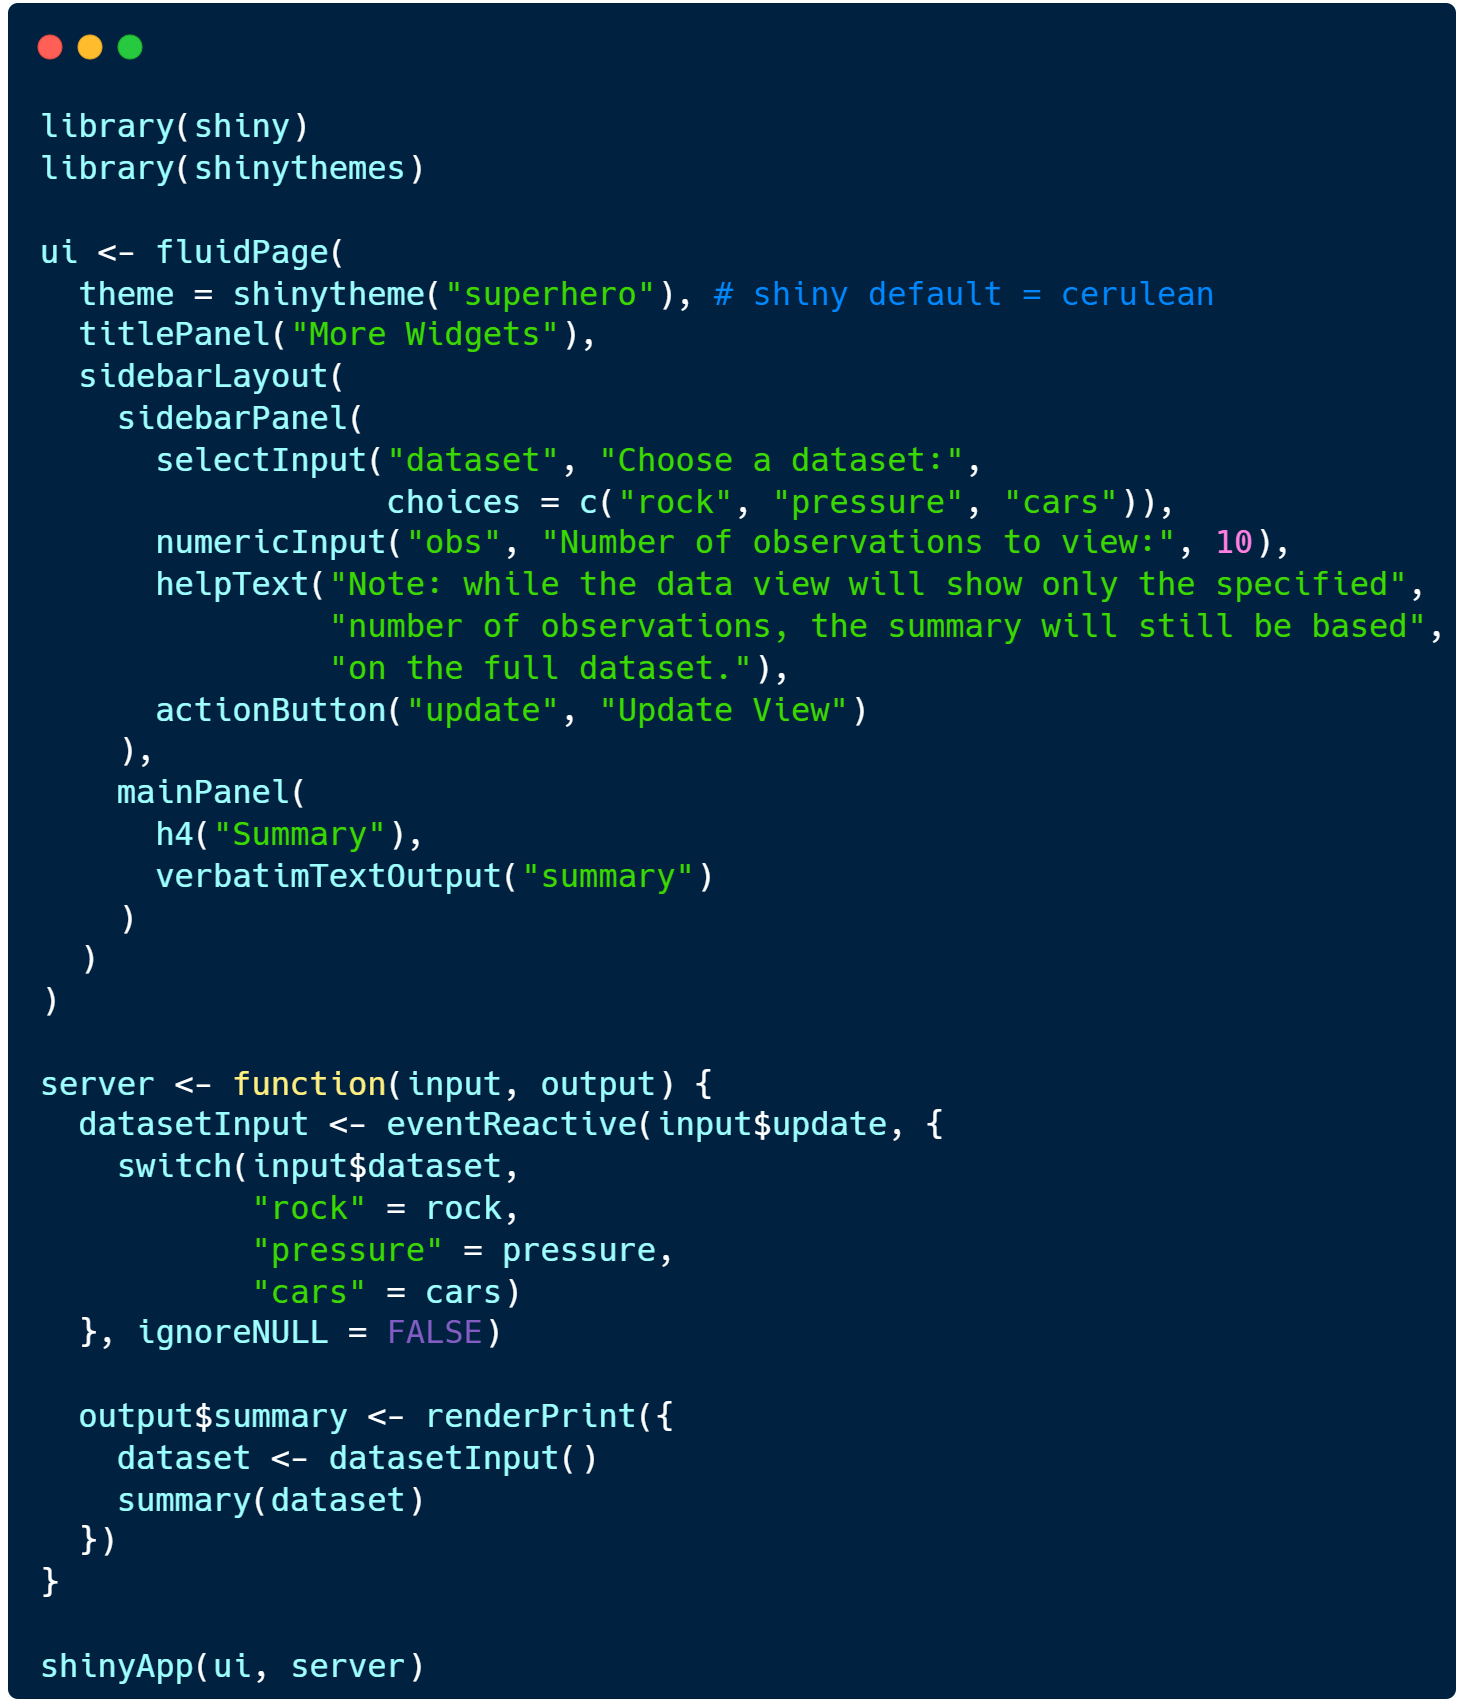 library(shiny)
library(shinythemes)

ui <- fluidPage(
  theme = shinytheme("superhero"), # shiny default = cerulean
  titlePanel("More Widgets"),
  sidebarLayout(
    sidebarPanel(
      selectInput("dataset", "Choose a dataset:",
                  choices = c("rock", "pressure", "cars")),
      numericInput("obs", "Number of observations to view:", 10),
      helpText("Note: while the data view will show only the specified",
               "number of observations, the summary will still be based",
               "on the full dataset."),
      actionButton("update", "Update View")
    ),
    mainPanel(
      h4("Summary"),
      verbatimTextOutput("summary")
    )
  )
)

server <- function(input, output) {
  datasetInput <- eventReactive(input$update, {
    switch(input$dataset,
           "rock" = rock,
           "pressure" = pressure,
           "cars" = cars)
  }, ignoreNULL = FALSE)

  output$summary <- renderPrint({
    dataset <- datasetInput()
    summary(dataset)
  })
}

shinyApp(ui, server)